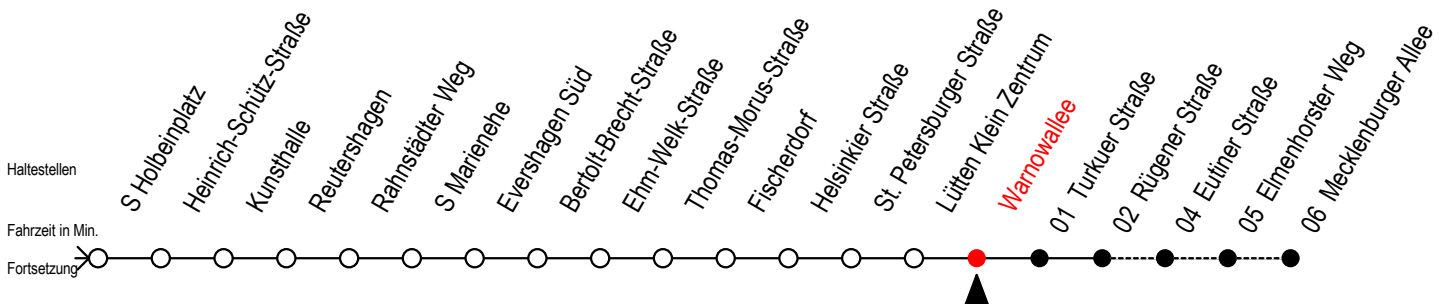 Haltestellen
Fahrzeit in Min.
Fortsetzung
S Holbeinplatz
Heinrich-Schütz-Straße
Kunsthalle
Reutershagen
Rahnstädter Weg
S Marienehe
Evershagen Süd
Bertolt-Brecht-Straße
Ehm-Welk-Straße
Thomas-Morus-Straße
Fischerdorf
Helsinkier Straße
St. Petersburger Straße
Lütten Klein Zentrum
Warnowallee
01 Turkuer Straße
02 Rügener Straße
04 Eutiner Straße
05 Elmenhorster Weg
06 Mecklenburger Allee